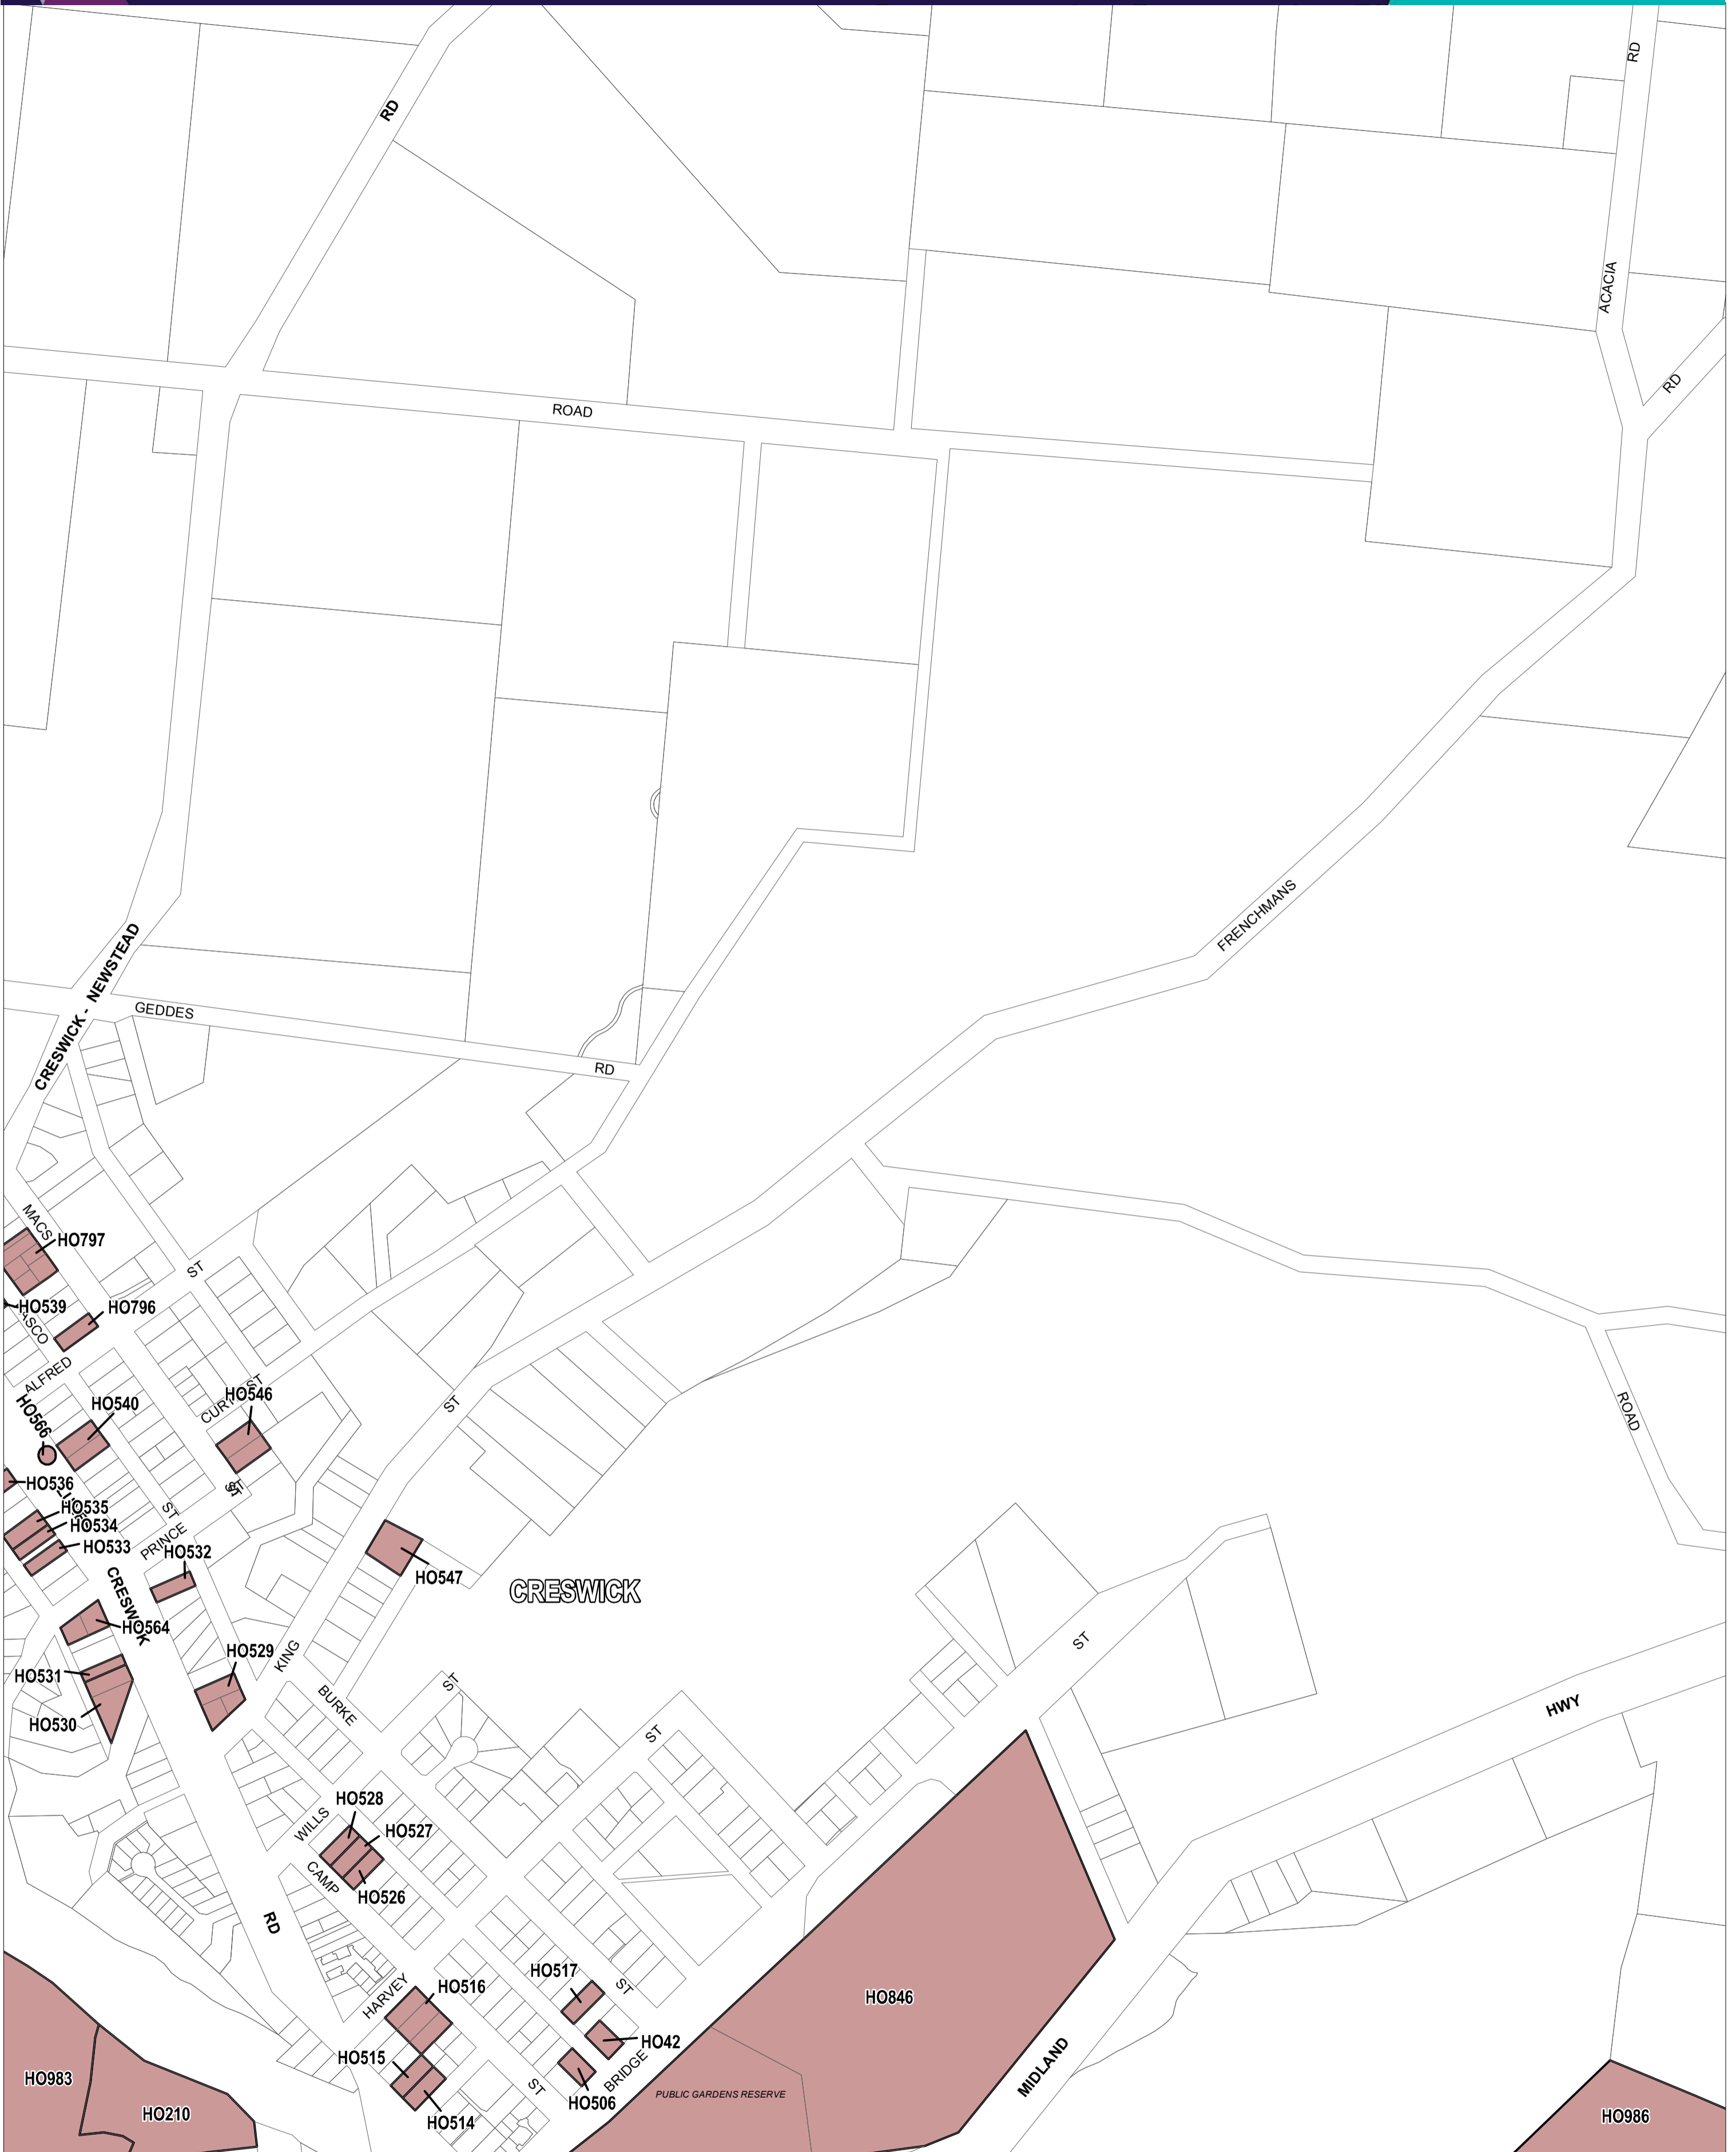 RD
RD
ACACIA
RD
ROAD
FRENCHMANS
CRESWICK - NEWSTEAD
GEDDES
RD
MACS
HO797
ST
HO539
HO796
ALFRED
ST
HO546
HO566
HO540
ST
ROAD
HO536
ST
HO535
HO534
ST
HO533
PRINCE
HO532
HO547
CRESWICK
CRESWICK
HO564
ST
HO529
KING
HO531
ST
BURKE
HO530
HWY
ST
HO528
WILLS
HO527
CAMP
HO526
RD
HO517
ST
HO516
HARVEY
HO846
HO42
HO515
BRIDGE
MIDLAND
HO983
ST
PUBLIC GARDENS RESERVE
HO506
HO210
HO514
HO986